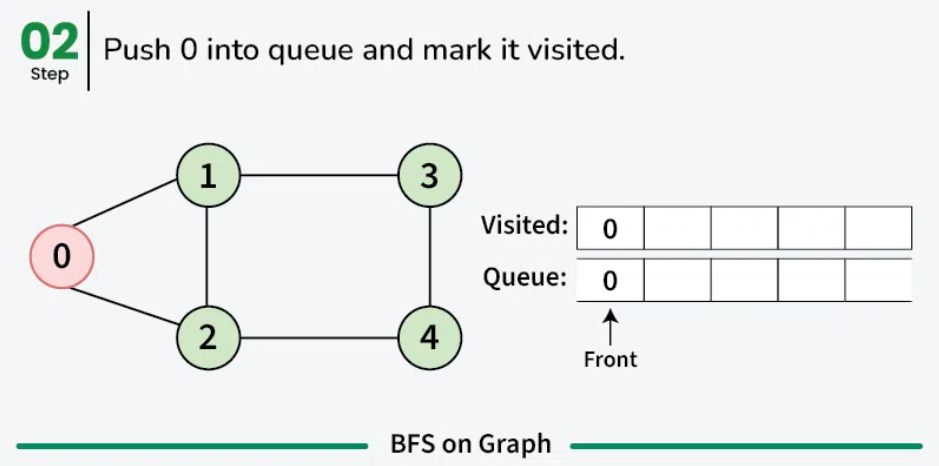 02
Step
Push 0 into queue and mark it visited.
1
3
0
2
4
Visited: 0
Queue: 0
Front
BFS on Graph